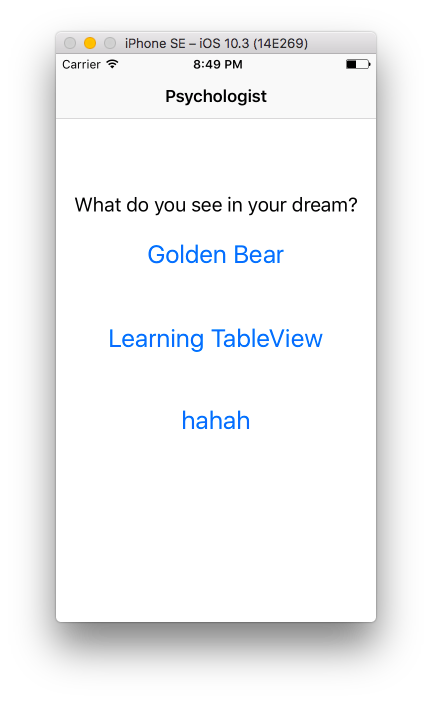 iPhone SE – iOS 10.3 (14E269)
Carrier 8:49 PM
Psychologist
What do you see in your dream?
Golden Bear
Learning TableView
hahah